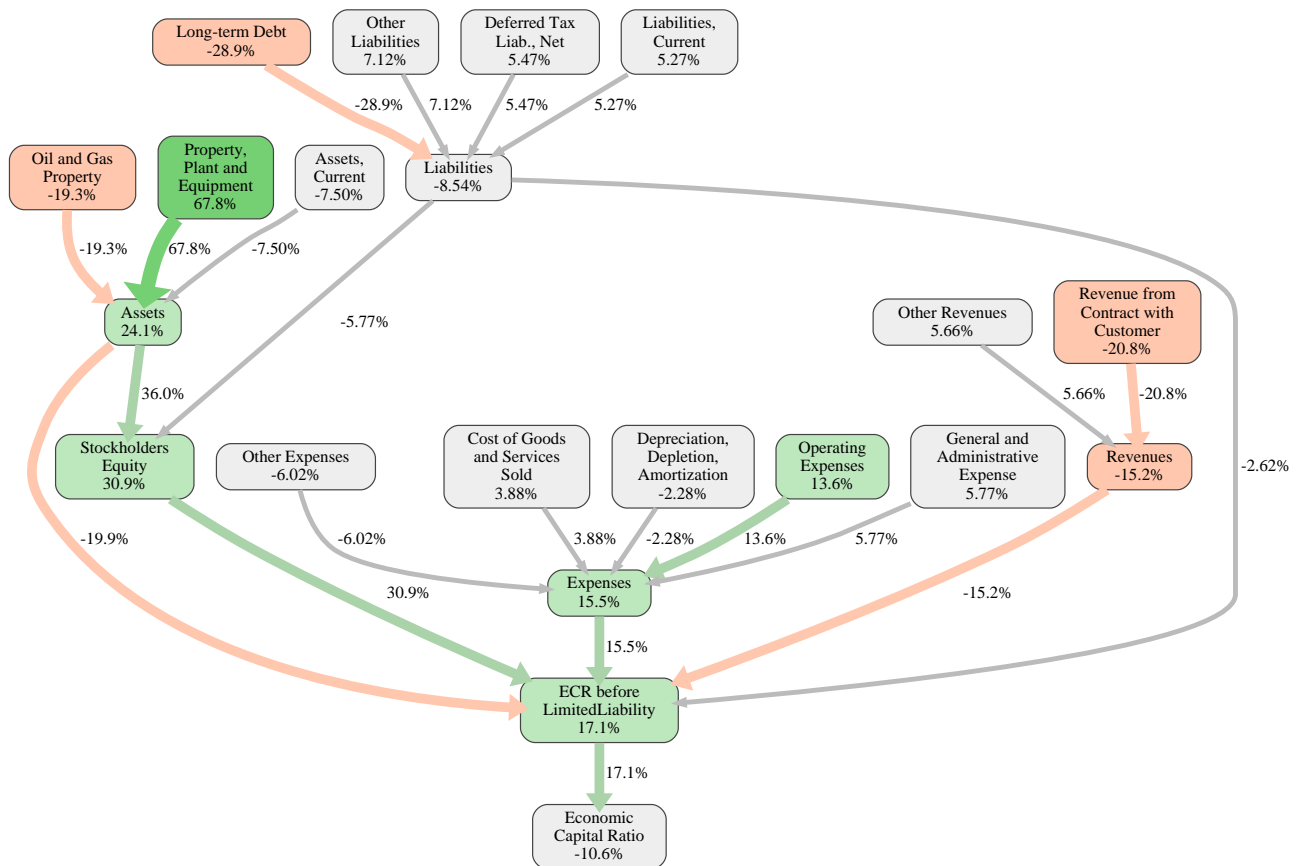 Long-term Debt
-28.9%
Other
Liabilities
7.12%
Deferred Tax
Liab., Net
5.47%
Liabilities,
Current
5.27%
-28.9%
7.12%
5.47%
5.27%
Oil and Gas
Property
-19.3%
Property,
Plant and
Equipment
67.8%
Assets,
Current
-7.50%
Liabilities
-8.54%
-19.3%
67.8%
-7.50%
Assets
24.1%
-5.77%
Other Revenues
5.66%
Revenue from
Contract with
Customer
-20.8%
36.0%
5.66%
-20.8%
Stockholders
Equity
30.9%
Other Expenses
-6.02%
Cost of Goods
and Services
Sold
3.88%
Depreciation,
Depletion,
Amortization
-2.28%
Operating
Expenses
13.6%
General and
Administrative
Expense
5.77%
Revenues
-15.2%
-2.62%
-19.9%
-6.02%
3.88%
-2.28%
13.6%
5.77%
30.9%
Expenses
15.5%
-15.2%
15.5%
ECR before
LimitedLiability
17.1%
17.1%
Economic
Capital Ratio
-10.6%